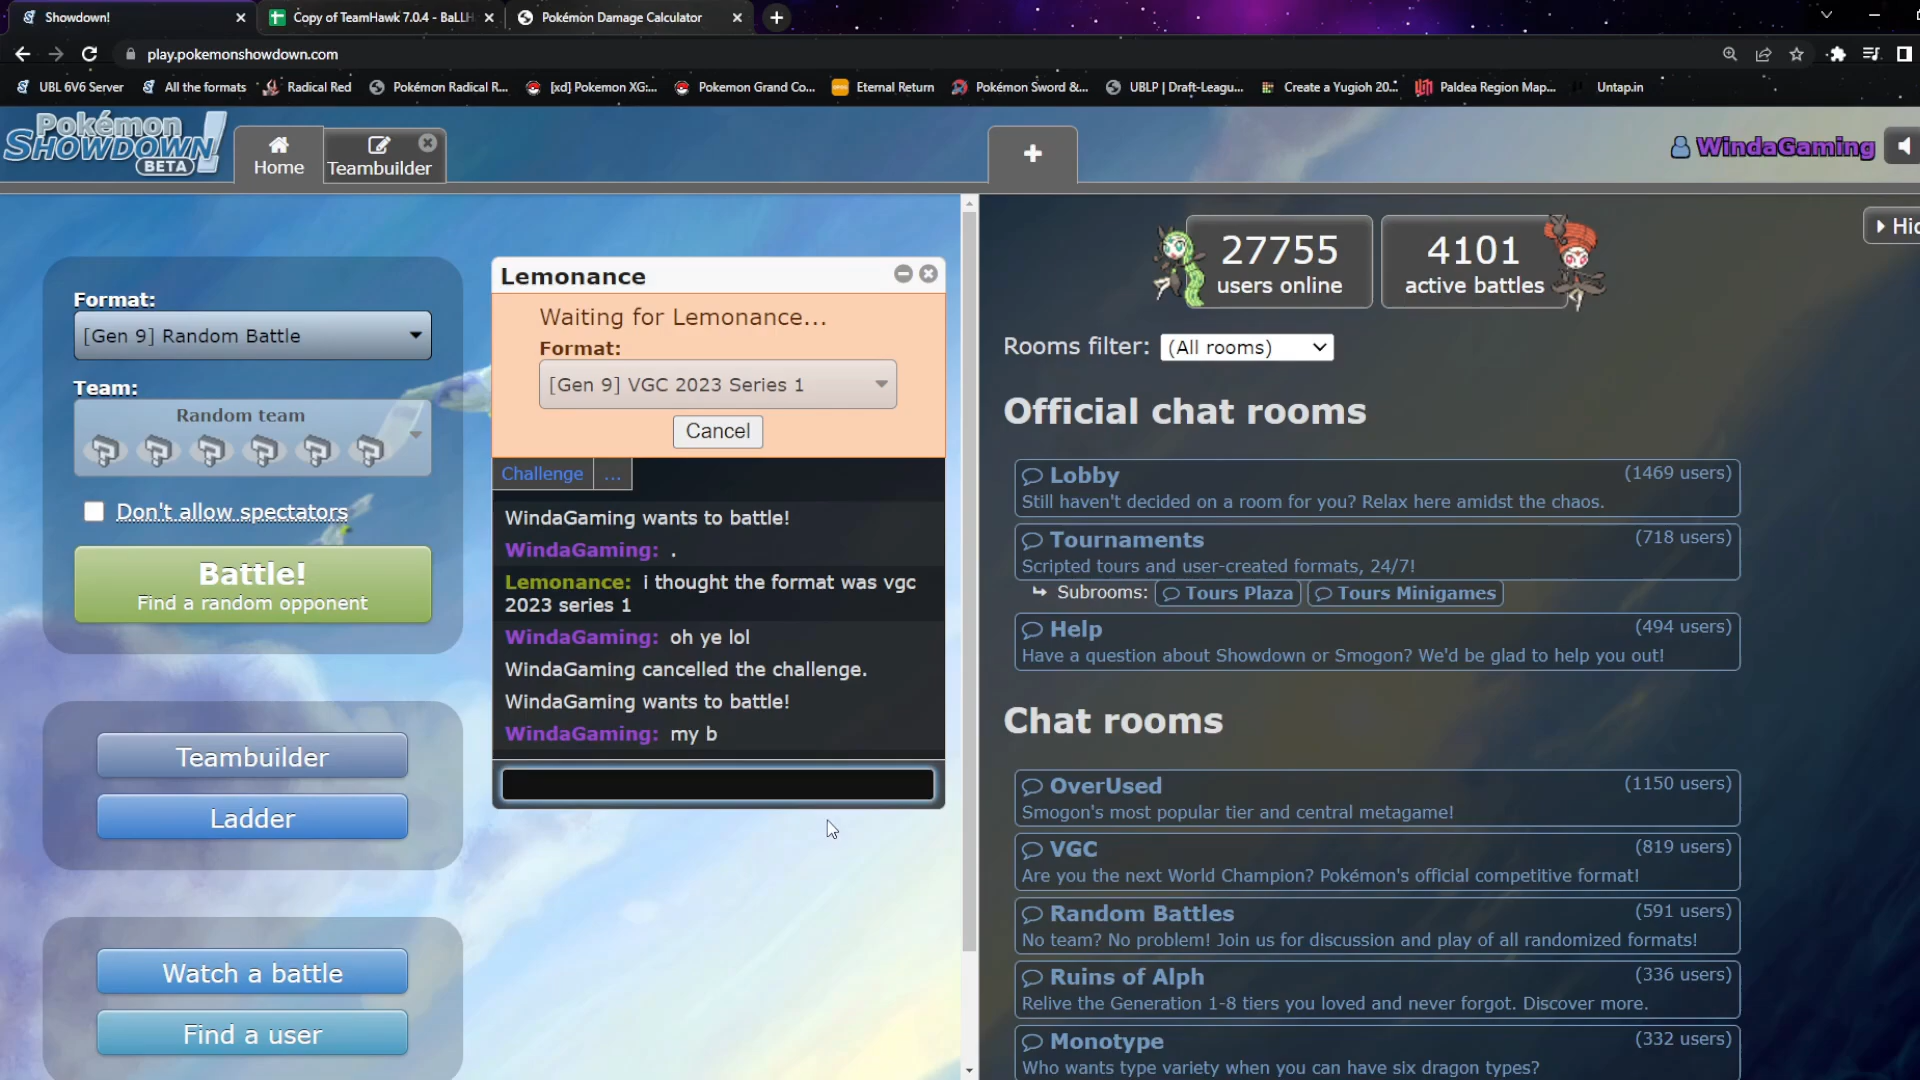 Showdown!
Copy of TeamHawk 7.0.4 - BaLLH
Pokémon Damage Calculator
play.pokemonshowdown.com
UBL 6V6 Server
All the formats
Radical Red
Pokémon Radical R...
[xd] Pokemon XG:...
Pokemon Grand Co...
Eternal Return
Pokémon Sword &...
UBLP | Draft-Leagu...
Create a Yugioh 20...
Paldea Region Map...
Untap.in
Pokémon
SHOWDOWN!
BETA
Home
Teambuilder
WindaGaming
Format:
[Gen 9] Random Battle
Team:
Random team
Don't allow spectators
Battle!
Find a random opponent
Teambuilder
Ladder
Watch a battle
Find a user
Lemonance
Waiting for Lemonance...
Format:
[Gen 9] VGC 2023 Series 1
Cancel
Challenge
...
WindaGaming wants to battle!
WindaGaming: .
Lemonance: i thought the format was vgc
2023 series 1
WindaGaming: oh ye lol
WindaGaming cancelled the challenge.
WindaGaming wants to battle!
WindaGaming: my b
27755
users online
4101
active battles
Hid
Rooms filter: (All rooms)
Official chat rooms
Lobby (1469 users)
Still haven't decided on a room for you? Relax here amidst the chaos.
Tournaments (718 users)
Scripted tours and user-created formats, 24/7!
Subrooms: Tours Plaza Tours Minigames
Help (494 users)
Have a question about Showdown or Smogon? We'd be glad to help you out!
Chat rooms
OverUsed (1150 users)
Smogon's most popular tier and central metagame!
VGC (819 users)
Are you the next World Champion? Pokémon's official competitive format!
Random Battles (591 users)
No team? No problem! Join us for discussion and play of all randomized formats!
Ruins of Alph (336 users)
Relive the Generation 1-8 tiers you loved and never forgot. Discover more.
Monotype (332 users)
Who wants type variety when you can have six dragon types?